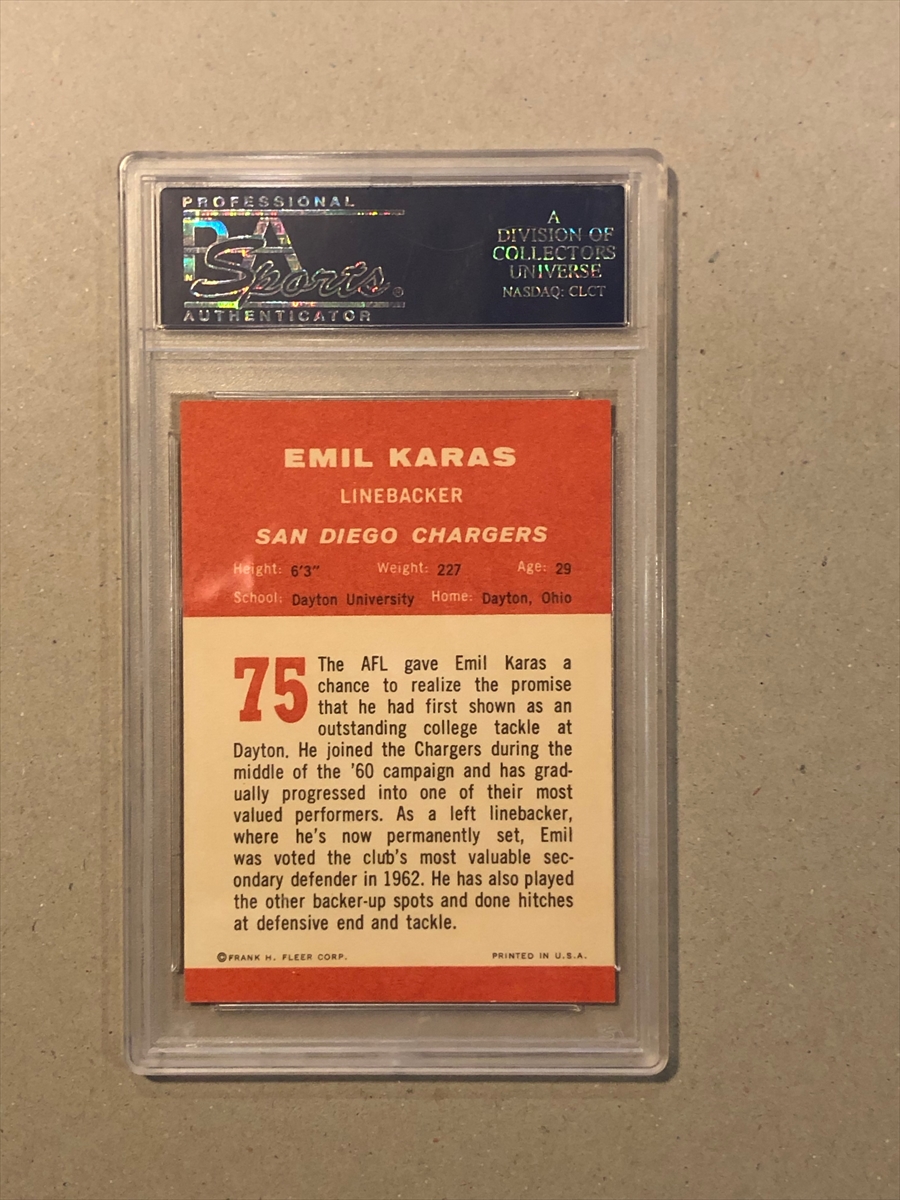 PROFESSIONAL
PSA
Sports®
AUTHENTICATOR
A
DIVISION OF
COLLECTORS
UNIVERSE
NASDAQ: CLCT
EMIL KARAS
LINEBACKER
SAN DIEGO CHARGERS
Height: 6'3" Weight: 227 Age: 29
School: Dayton University Home: Dayton, Ohio
75
The AFL gave Emil Karas a
chance to realize the promise
that he had first shown as an
outstanding college tackle at
Dayton. He joined the Chargers during the
middle of the '60 campaign and has grad-
ually progressed into one of their most
valued performers. As a left linebacker,
where he's now permanently set, Emil
was voted the club's most valuable sec-
ondary defender in 1962. He has also played
the other backer-up spots and done hitches
at defensive end and tackle.
©FRANK H. FLEER CORP. PRINTED IN U.S.A.